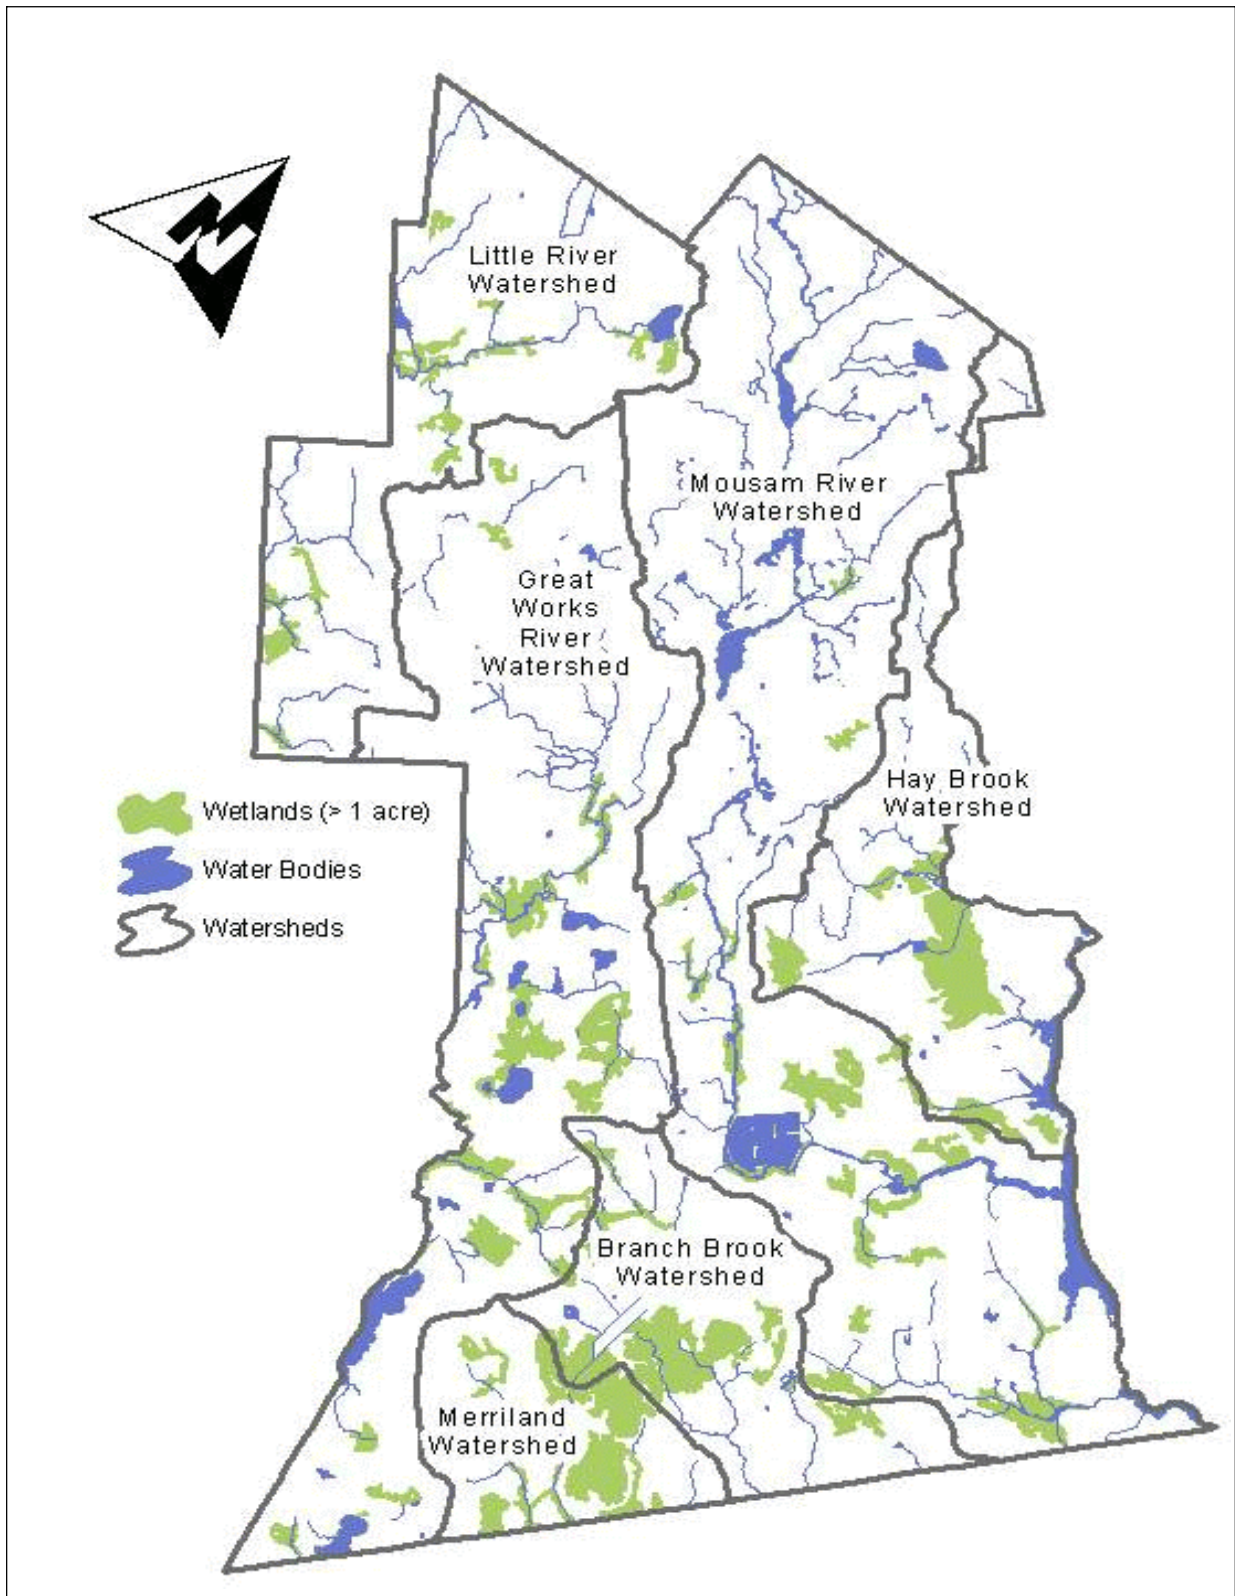 N
Little River
Watershed
Mousam River
Watershed
Great
Works
River
Watershed
Hay Brook
Watershed
Wetlands (> 1 acre)
Water Bodies
Watersheds
Branch Brook
Watershed
Merriland
Watershed